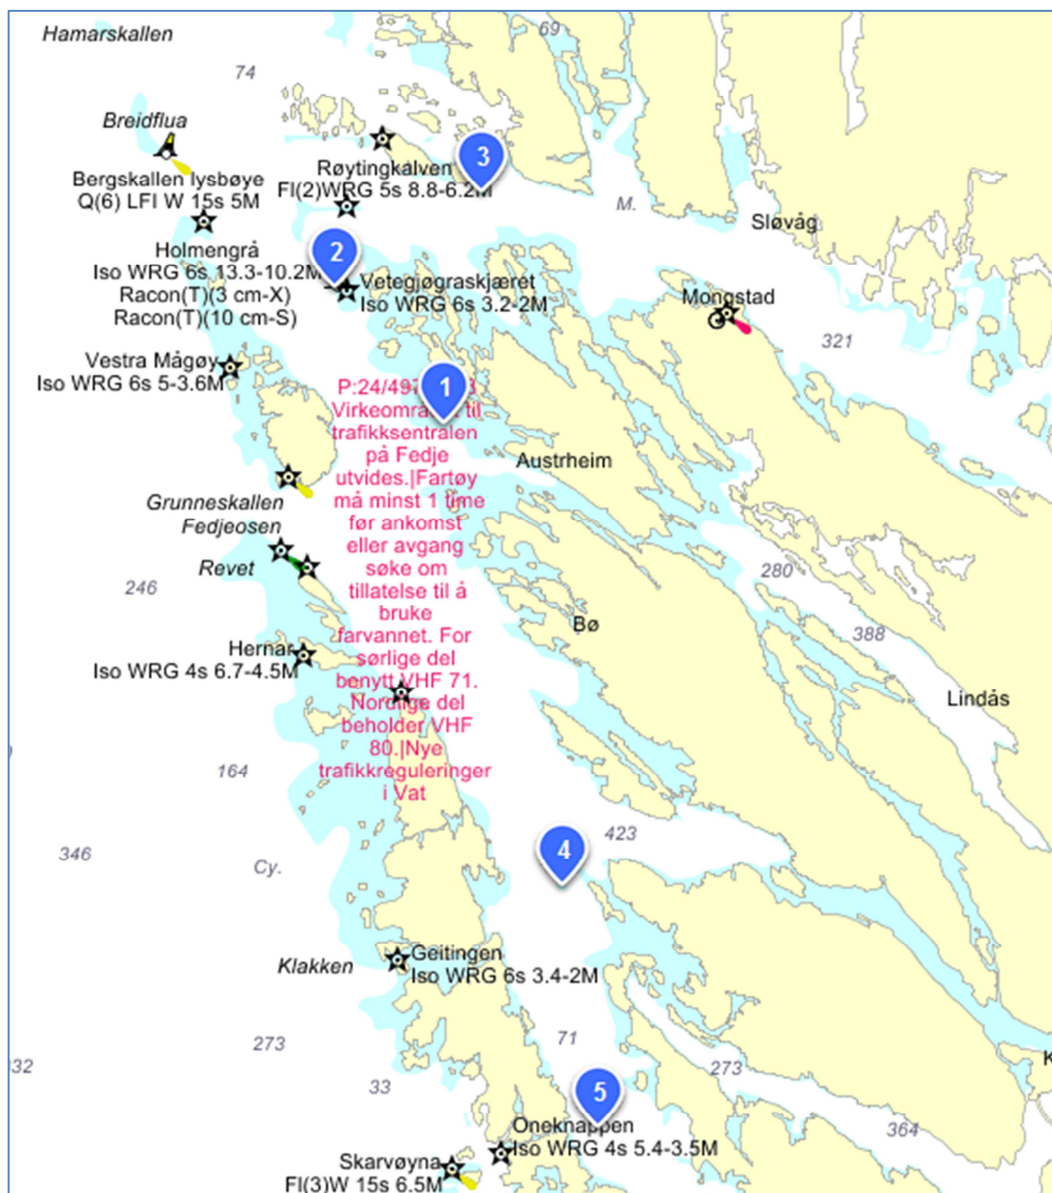 Hamarskallen
69
74
Breidflua
3
Røytingkalven
Fl(2)WRG 5s 8.8-6.2M
Bergskallen lysbøye
Q(6) LFl W 15s 5M
M.
Sløvåg
2
Holmengrå
Iso WRG 6s 13.3-10.2M
Racon(T)(3 cm-X)
Racon(T)(10 cm-S)
Vetegjøgraskjæret
Iso WRG 6s 3.2-2M
Mongstad
321
Vestra Mågøy
Iso WRG 6s 5-3.6M
1
Virkeområdet til
trafikksentralen
på Fedje
utvides.|Fartøy
må minst 1 time
før ankomst
eller avgang
søke om
tillatelse til å
bruke
farvannet. For
sørlige del
benytt VHF 71.
Nordlige del
beholder VHF
80.|Nye
trafikkreguleringer
i Vat
Austrheim
Grunneskallen
Fedjeosen
Revet
246
280
Bø
388
Hernar
Iso WRG 4s 6.7-4.5M
Lindås
164
346
Cy.
4
423
Klakken
Geitingen
Iso WRG 6s 3.4-2M
71
273
273
33
5
Oneknappen
Iso WRG 4s 5.4-3.5M
364
Skarvøyna
Fl(3)W 15s 6.5M